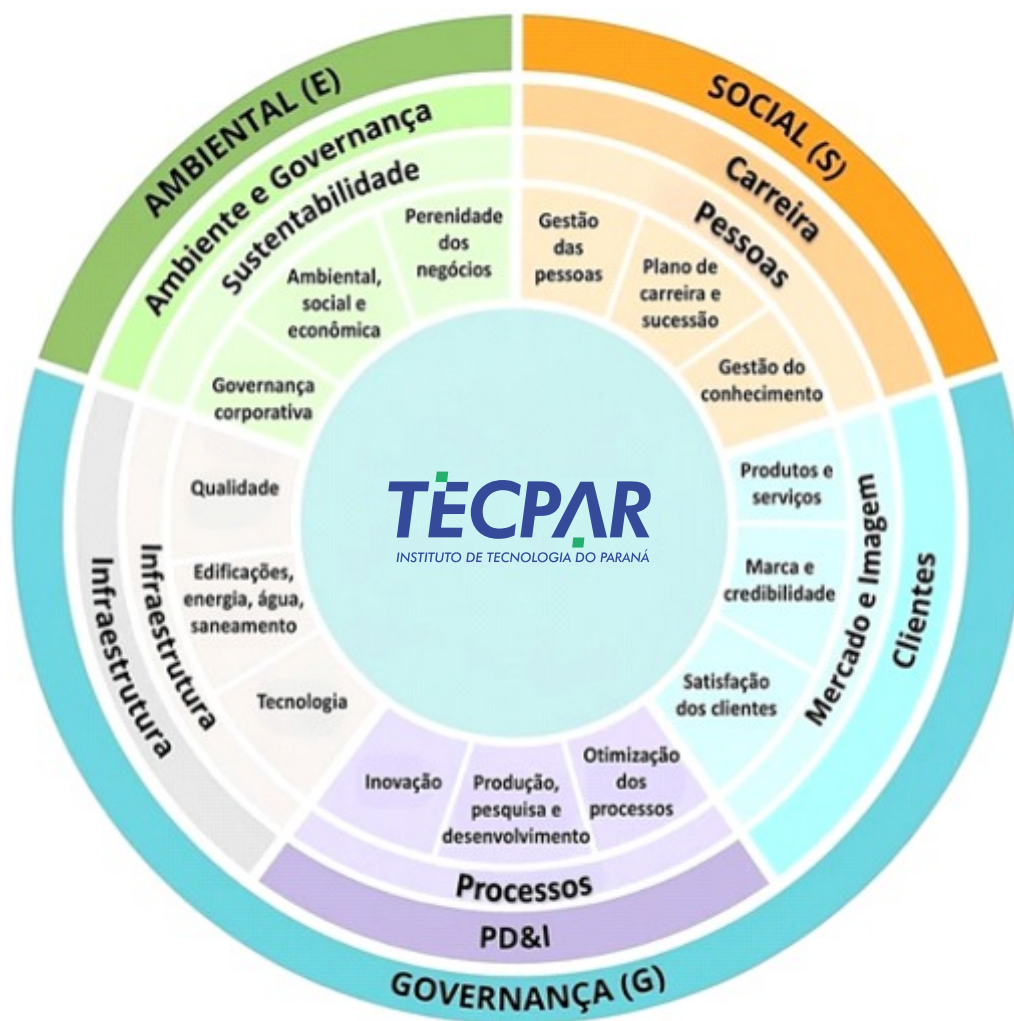 AMBIENTAL (E)
SOCIAL (S)
GOVERNANÇA (G)
Ambiente e Governança
Sustentabilidade
Perenidade
dos
negócios
Ambiental,
social e
econômica
Governança
corporativa
Carreira
Pessoas
Gestão
das
pessoas
Plano de
carreira e
sucessão
Gestão do
conhecimento
Clientes
Mercado e Imagem
Produtos e
serviços
Marca e
credibilidade
Satisfação
dos clientes
PD&I
Processos
Otimização
dos
processos
Produção,
pesquisa e
desenvolvimento
Inovação
Infraestrutura
Infraestrutura
Qualidade
Edificações,
energia, água,
saneamento
Tecnologia
TECPAR
INSTITUTO DE TECNOLOGIA DO PARANÁ